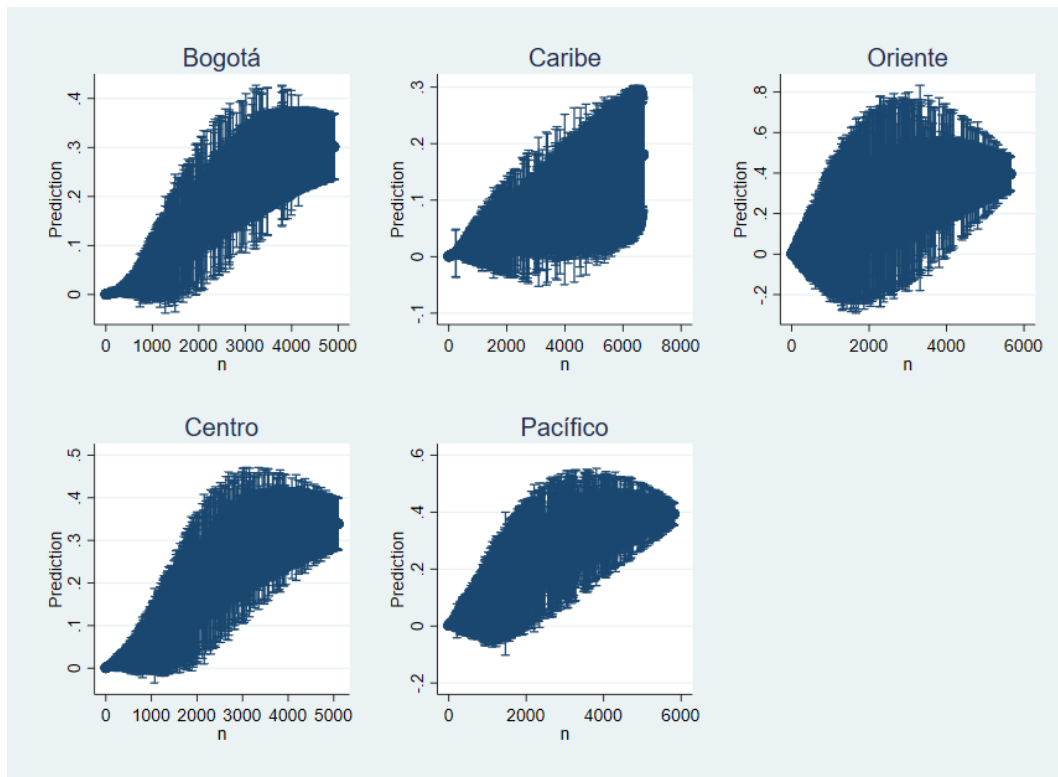 Bogotá
Prediction
.4
.3
.2
.1
0
0 1000 2000 3000 4000 5000
n
Caribe
Prediction
.3
.2
.1
0
-.1
0 2000 4000 6000 8000
n
Oriente
Prediction
.8
.6
.4
.2
0
-.2
0 2000 4000 6000
n
Centro
Prediction
.5
.4
.3
.2
.1
0
0 1000 2000 3000 4000 5000
n
Pacífico
Prediction
.6
.4
.2
0
-.2
0 2000 4000 6000
n